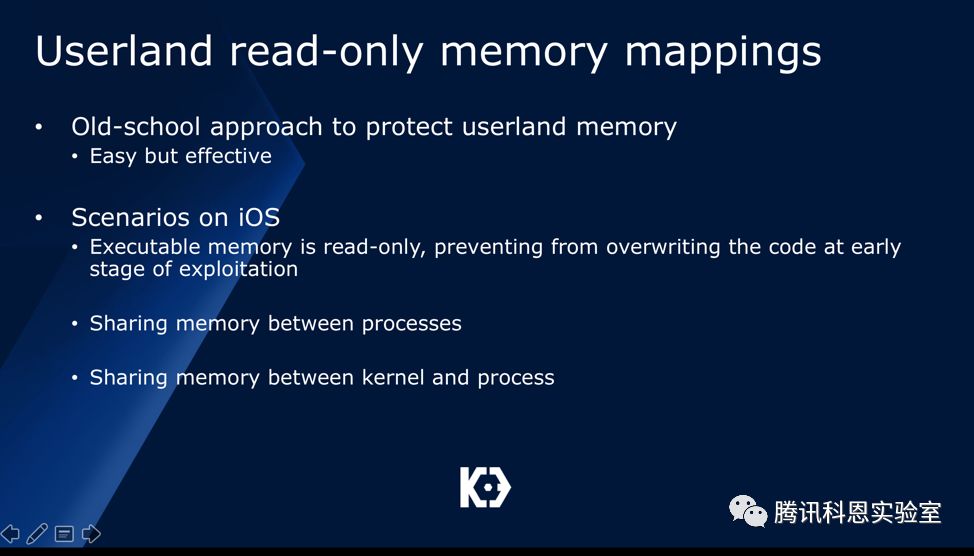 Userland read-only memory mappings
• Old-school approach to protect userland memory
• Easy but effective
• Scenarios on iOS
• Executable memory is read-only, preventing from overwriting the code at early
stage of exploitation
• Sharing memory between processes
• Sharing memory between kernel and process
腾讯科恩实验室